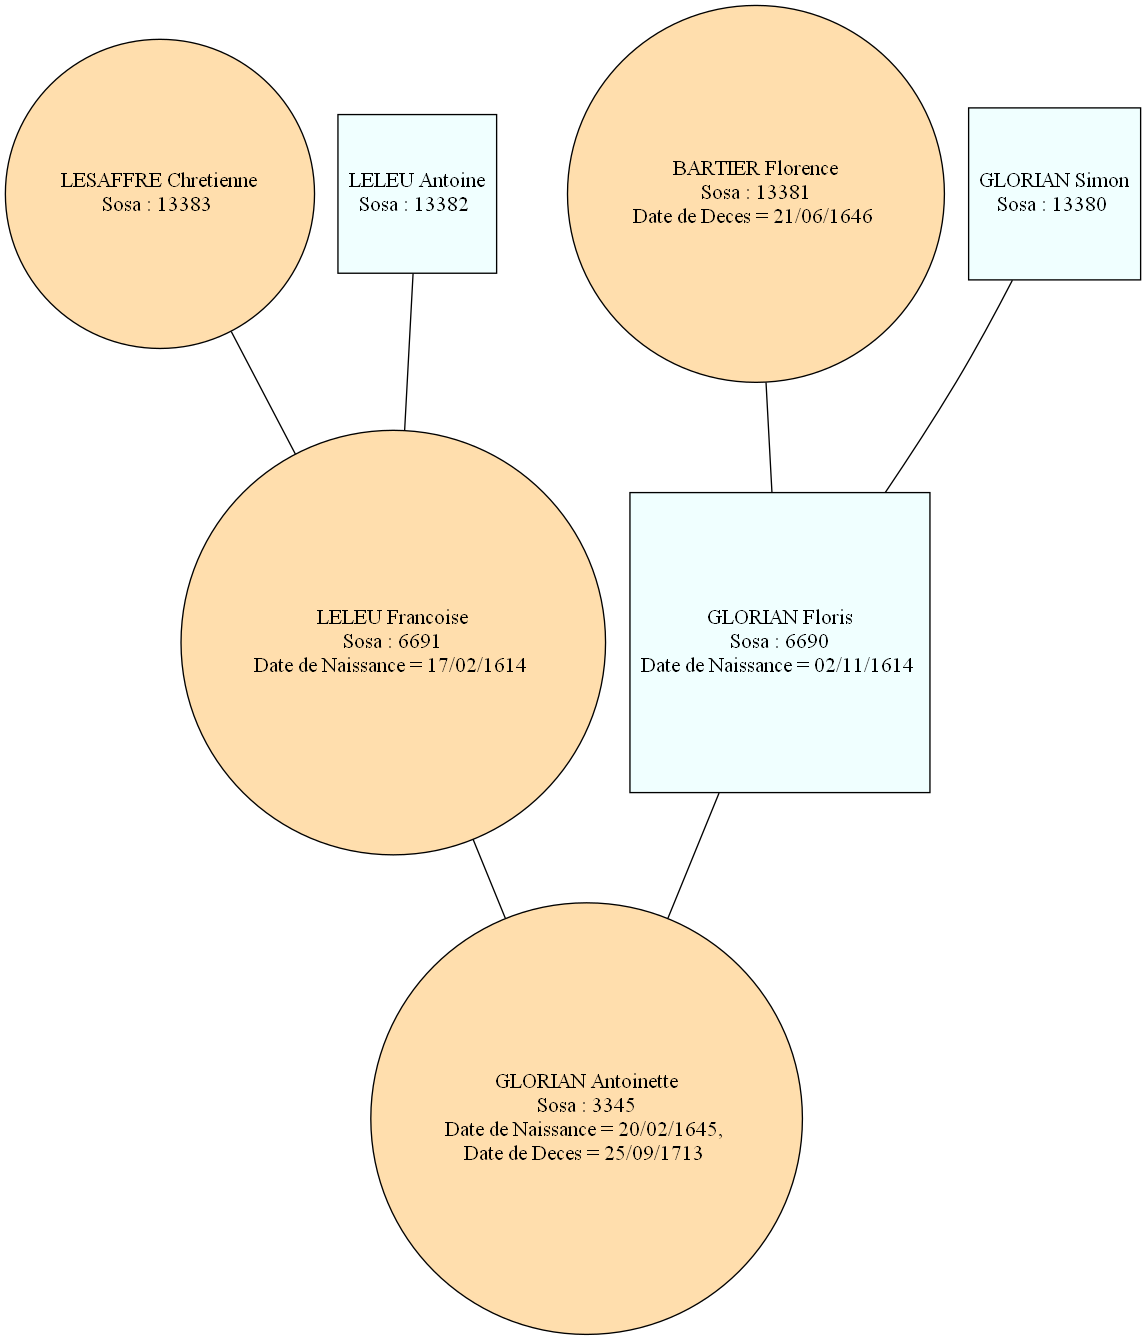 LESAFFRE Chretienne
Sosa : 13383
LELEU Antoine
Sosa : 13382
BARTIER Florence
Sosa : 13381
Date de Deces = 21/06/1646
GLORIAN Simon
Sosa : 13380
LELEU Francoise
Sosa : 6691
Date de Naissance = 17/02/1614
GLORIAN Floris
Sosa : 6690
Date de Naissance = 02/11/1614
GLORIAN Antoinette
Sosa : 3345
Date de Naissance = 20/02/1645,
Date de Deces = 25/09/1713